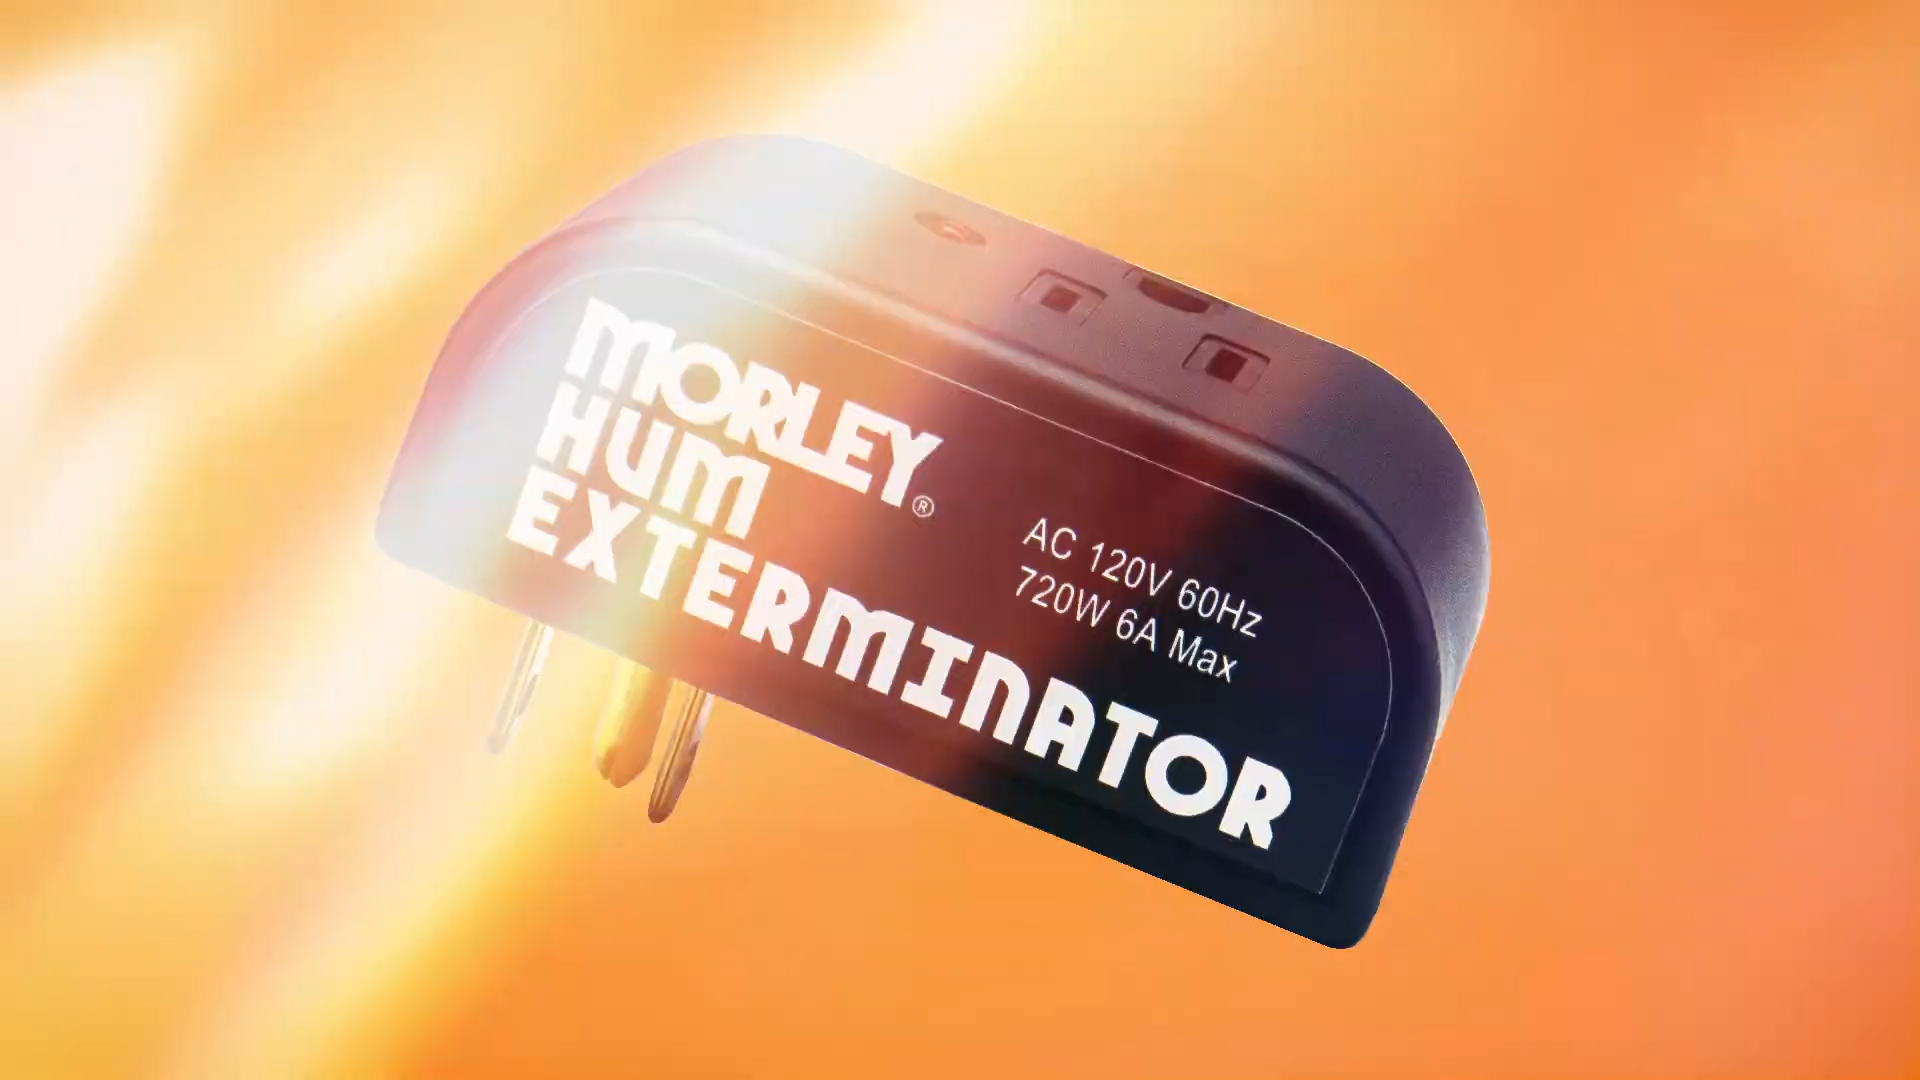 MORLEY®
HUM
EXTERMINATOR
AC 120V 60Hz
720W 6A Max